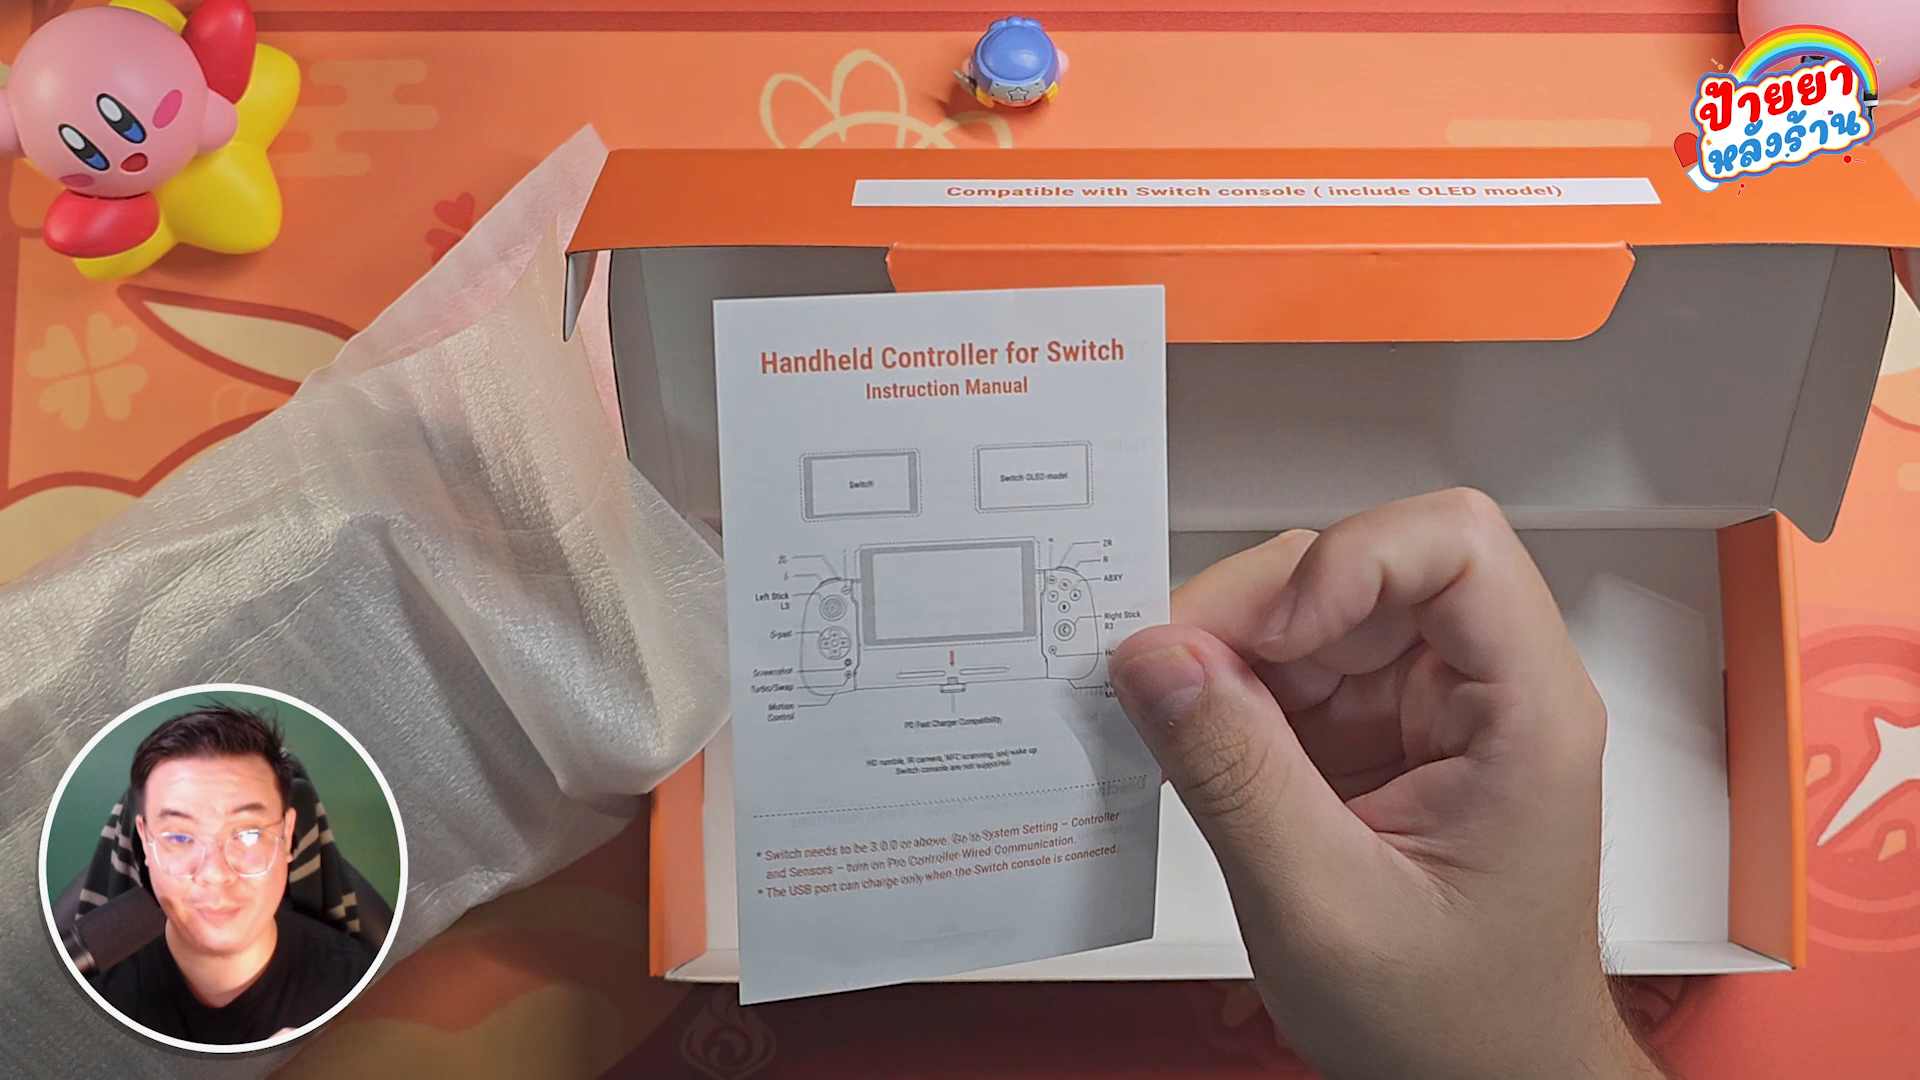 ป้ายยา
หลังร้าน
Compatible with Switch console ( include OLED model)
Handheld Controller for Switch
Instruction Manual
Switch
Switch OLED model
ZR
R
ABXY
Left Stick
L3
D-pad
Right Stick
R3
Screenshot
Turbo/Swap
Motion
Control
PD Fast Charger Compatibility
HD rumble, IR camera, NFC scanning, and wake up
Switch console are not supported.
* Switch needs to be 3.0.0 or above. Go to System Setting – Controller
and Sensors – turn on Pro Controller Wired Communication.
* The USB port can charge only when the Switch console is connected.